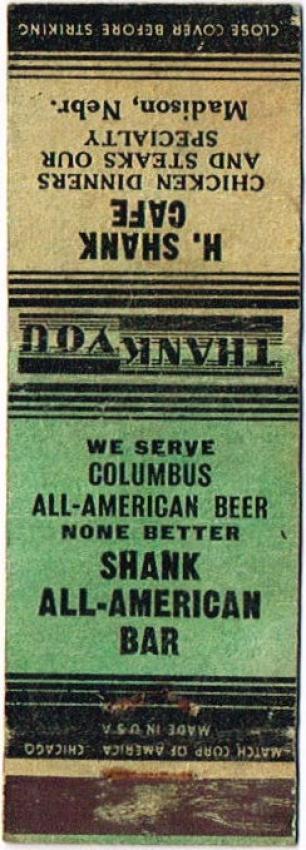 CLOSE COVER BEFORE STRIKING
H. SHANK
CAFE
CHICKEN DINNERS
AND STEAKS OUR
SPECIALTY
Madison, Nebr.
THANK YOU
WE SERVE
COLUMBUS
ALL-AMERICAN BEER
NONE BETTER
SHANK
ALL-AMERICAN
BAR
MATCH CORP. OF AMERICA CHICAGO
MADE IN U S A